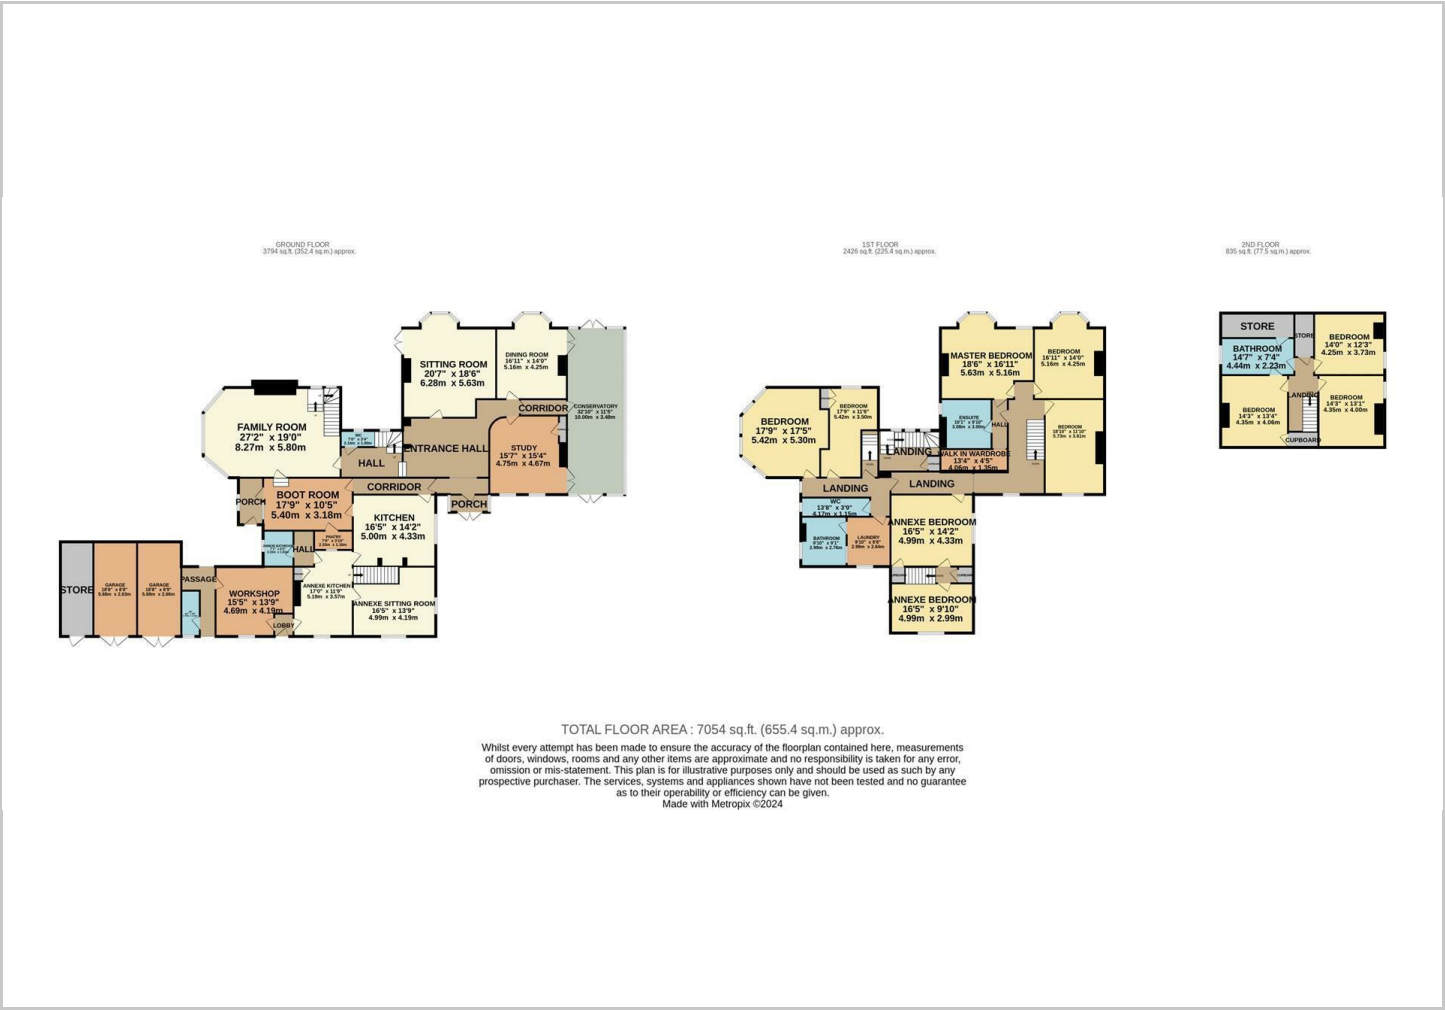 GROUND FLOOR
3794 sq.ft. (352.4 sq.m.) approx.
SITTING ROOM
20'7" x 18'6"
6.28m x 5.63m
DINING ROOM
16'11" x 14'0"
5.16m x 4.25m
CORRIDOR
CONSERVATORY
32'10" x 11'5"
10.00m x 3.48m
FAMILY ROOM
27'2" x 19'0"
8.27m x 5.80m
WC
HALL
ENTRANCE HALL
STUDY
15'7" x 15'4"
4.75m x 4.67m
CORRIDOR
PORCH
BOOT ROOM
17'9" x 10'5"
5.40m x 3.18m
PORCH
KITCHEN
16'5" x 14'2"
5.00m x 4.33m
PANTRY
HALL
STORE
GARAGE
GARAGE
PASSAGE
WORKSHOP
15'5" x 13'9"
4.69m x 4.19m
LOBBY
ANNEXE KITCHEN
17'0" x 11'9"
5.18m x 3.57m
ANNEXE SITTING ROOM
16'5" x 13'9"
4.99m x 4.19m
1ST FLOOR
2426 sq.ft. (225.4 sq.m.) approx.
MASTER BEDROOM
18'6" x 16'11"
5.63m x 5.16m
BEDROOM
16'11" x 14'0"
5.16m x 4.25m
BEDROOM
17'9" x 17'5"
5.42m x 5.30m
BEDROOM
17'9" x 11'6"
5.42m x 3.50m
ENSUITE
10'1" x 9'10"
HALL
BEDROOM
18'10" x 11'10"
LANDING
WALK IN WARDROBE
13'4" x 4'5"
4.06m x 1.35m
LANDING
LANDING
WC
13'8" x 3'9"
4.17m x 1.15m
BATHROOM
9'10" x 9'1"
2.99m x 2.76m
LAUNDRY
ANNEXE BEDROOM
16'5" x 14'2"
4.99m x 4.33m
ANNEXE BEDROOM
16'5" x 9'10"
4.99m x 2.99m
2ND FLOOR
835 sq.ft. (77.5 sq.m.) approx.
STORE
STORE
BEDROOM
14'0" x 12'3"
4.25m x 3.73m
BATHROOM
14'7" x 7'4"
4.44m x 2.23m
LANDING
BEDROOM
14'3" x 13'4"
4.35m x 4.06m
BEDROOM
14'3" x 13'1"
4.35m x 4.00m
CUPBOARD
TOTAL FLOOR AREA : 7054 sq.ft. (655.4 sq.m.) approx.
Whilst every attempt has been made to ensure the accuracy of the floorplan contained here, measurements
of doors, windows, rooms and any other items are approximate and no responsibility is taken for any error,
omission or mis-statement. This plan is for illustrative purposes only and should be used as such by any
prospective purchaser. The services, systems and appliances shown have not been tested and no guarantee
as to their operability or efficiency can be given.
Made with Metropix ©2024